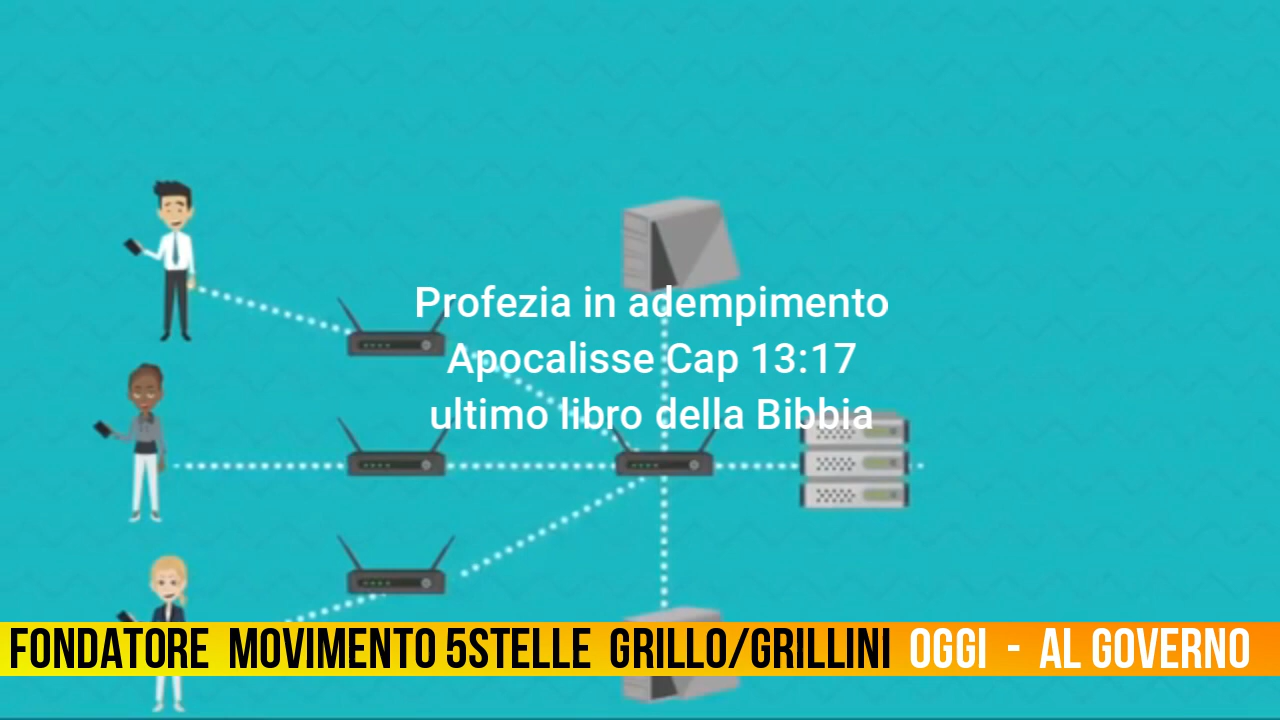 Profezia in adempimento
Apocalisse Cap 13:17
ultimo libro della Bibbia
FONDATORE MOVIMENTO 5STELLE GRILLO/GRILLINI OGGI - AL GOVERNO